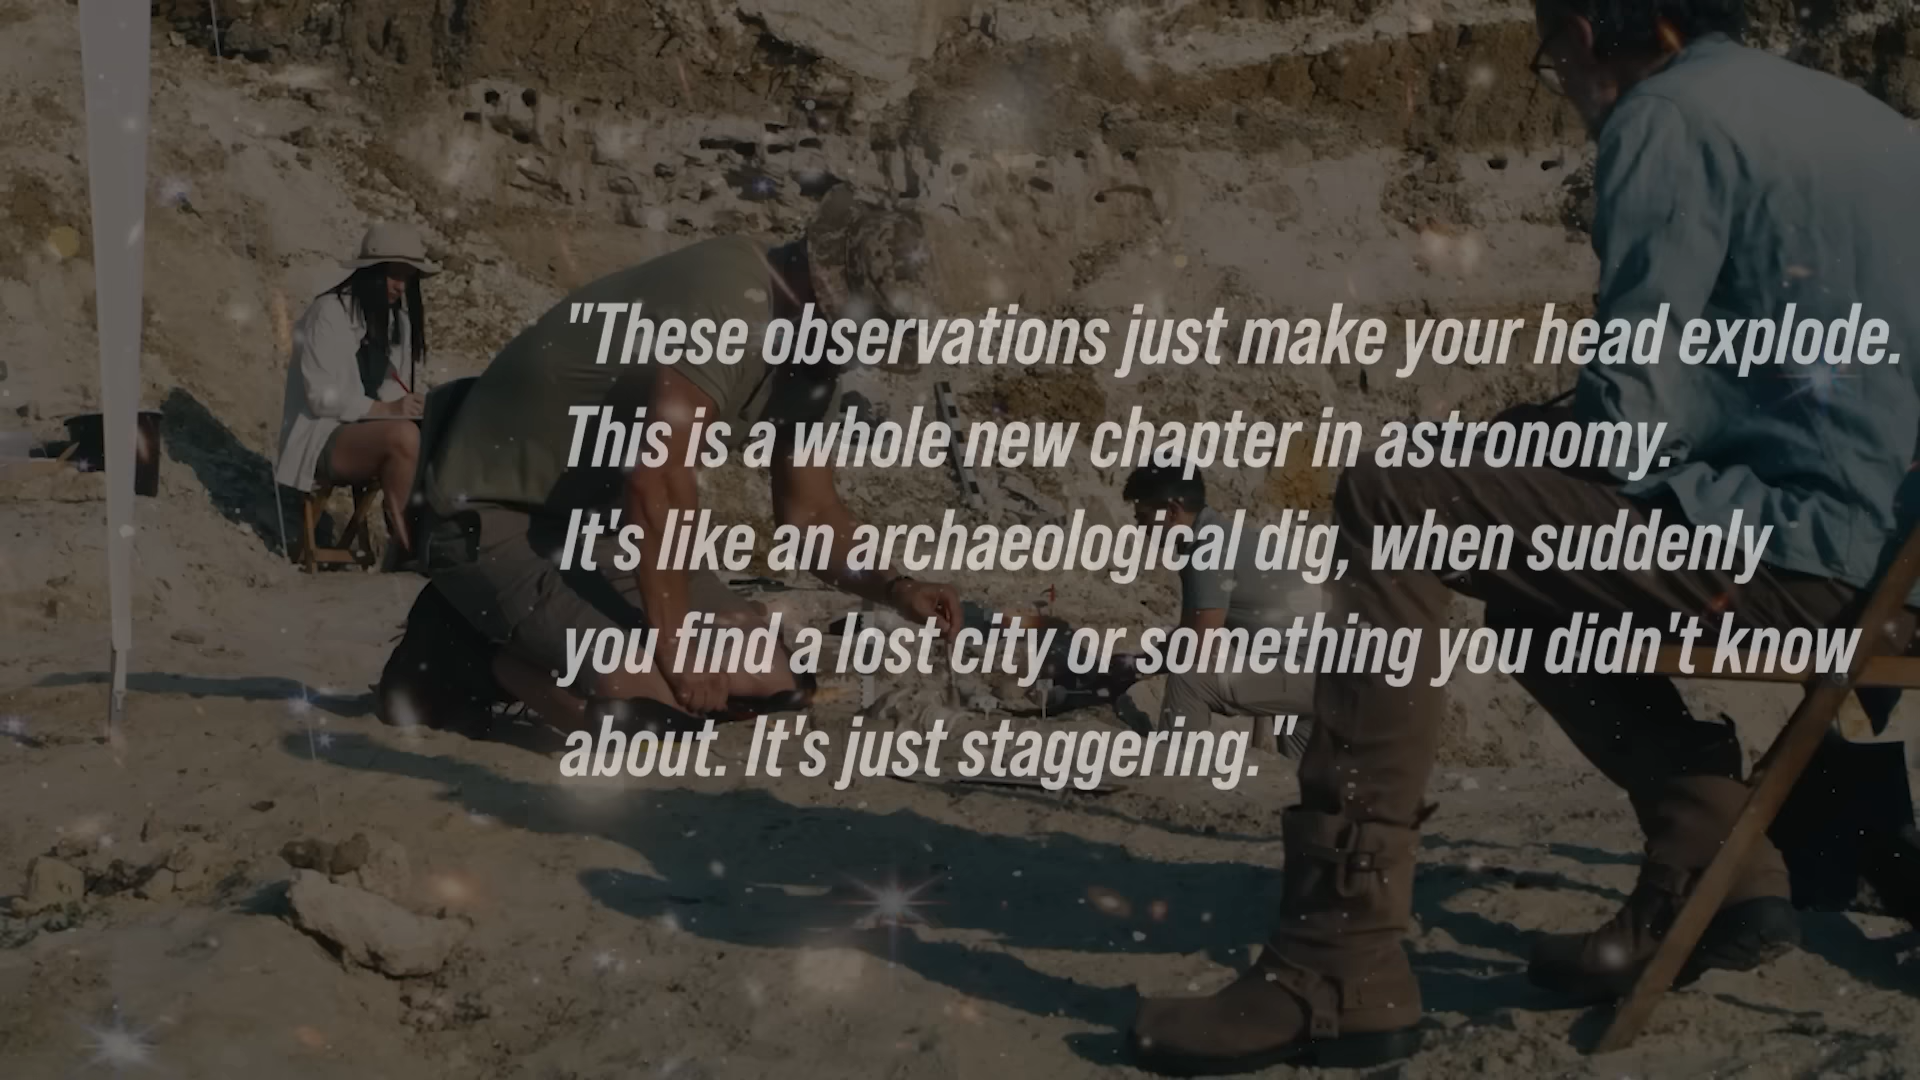 "These observations just make your head explode.
This is a whole new chapter in astronomy.
It's like an archaeological dig, when suddenly
you find a lost city or something you didn't know
about. It's just staggering."